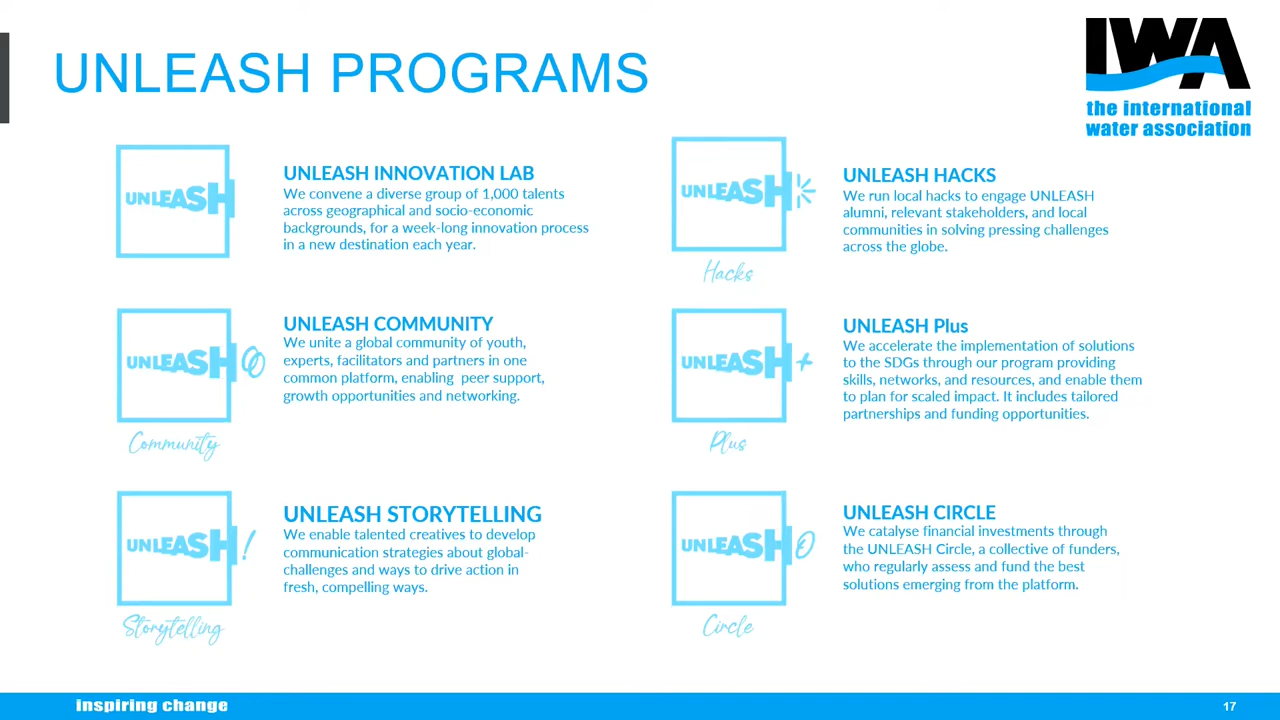 UNLEASH PROGRAMS
IWA
the international
water association
UNLEASH
UNLEASH INNOVATION LAB
We convene a diverse group of 1,000 talents
across geographical and socio-economic
backgrounds, for a week-long innovation process
in a new destination each year.
UNLEASH
Hacks
UNLEASH HACKS
We run local hacks to engage UNLEASH
alumni, relevant stakeholders, and local
communities in solving pressing challenges
across the globe.
UNLEASH
Community
UNLEASH COMMUNITY
We unite a global community of youth,
experts, facilitators and partners in one
common platform, enabling peer support,
growth opportunities and networking.
UNLEASH+
Plus
UNLEASH Plus
We accelerate the implementation of solutions
to the SDGs through our program providing
skills, networks, and resources, and enable them
to plan for scaled impact. It includes tailored
partnerships and funding opportunities.
UNLEASH!
Storytelling
UNLEASH STORYTELLING
We enable talented creatives to develop
communication strategies about global-
challenges and ways to drive action in
fresh, compelling ways.
UNLEASH
Circle
UNLEASH CIRCLE
We catalyse financial investments through
the UNLEASH Circle, a collective of funders,
who regularly assess and fund the best
solutions emerging from the platform.
inspiring change
17